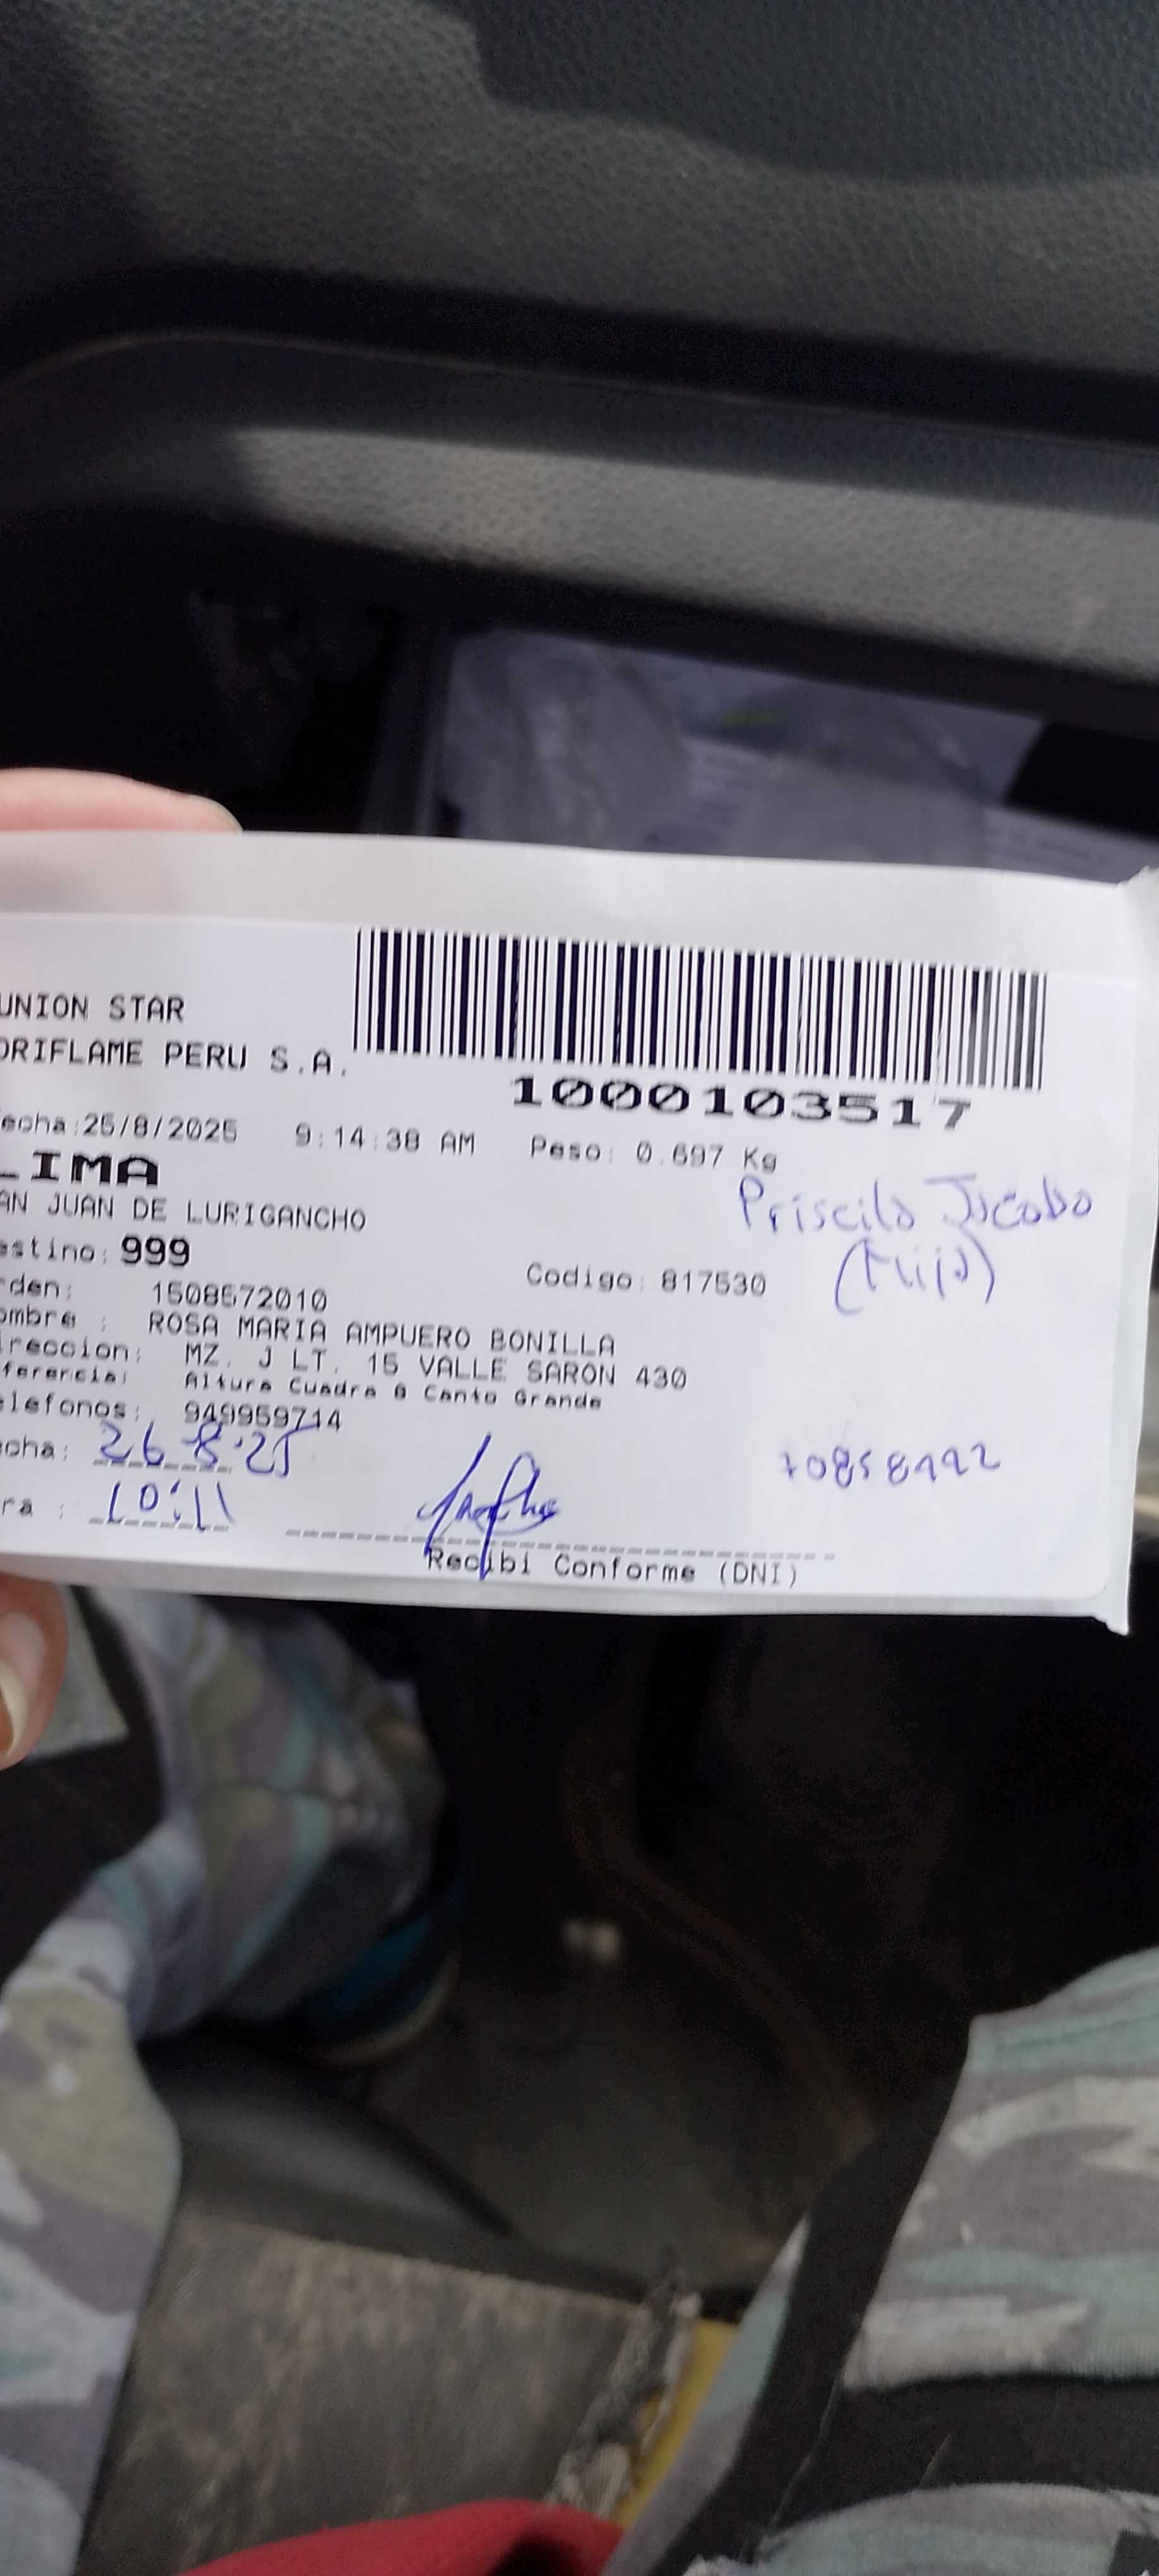 UNION STAR
ORIFLAME PERU S.A.
1000103517
echa:25/8/2025 9:14:38 AM Peso: 0.697 Kg
LIMA
AN JUAN DE LURIGANCHO
Priscila Jacobo
(Hija)
estino: 999
Codigo: 817530
rden: 1508572010
ombre : ROSA MARIA AMPUERO BONILLA
ireccion: MZ. J LT. 15 VALLE SARON 430
ferencia: Altura Cuadra 6 Canto Grande
elefonos: 949959714
cha: 26-8-25
ra : 10:11
Recibi Conforme (DNI)